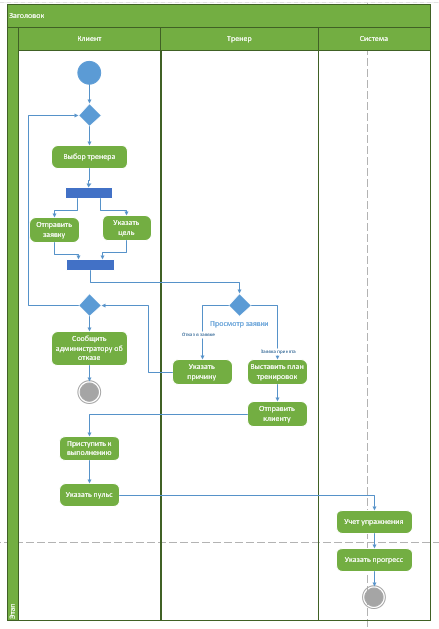 Заголовок
Клиент
Тренер
Система
Выбор тренера
Отправить
заявку
Указать
цель
Просмотр заявки
Отказ в заявке
Заявка принята
Сообщить
администратору об
отказе
Указать
причину
Выставить план
тренировок
Отправить
клиенту
Приступить к
выполнению
Указать пульс
Учет упражнения
Указать прогресс
Этап